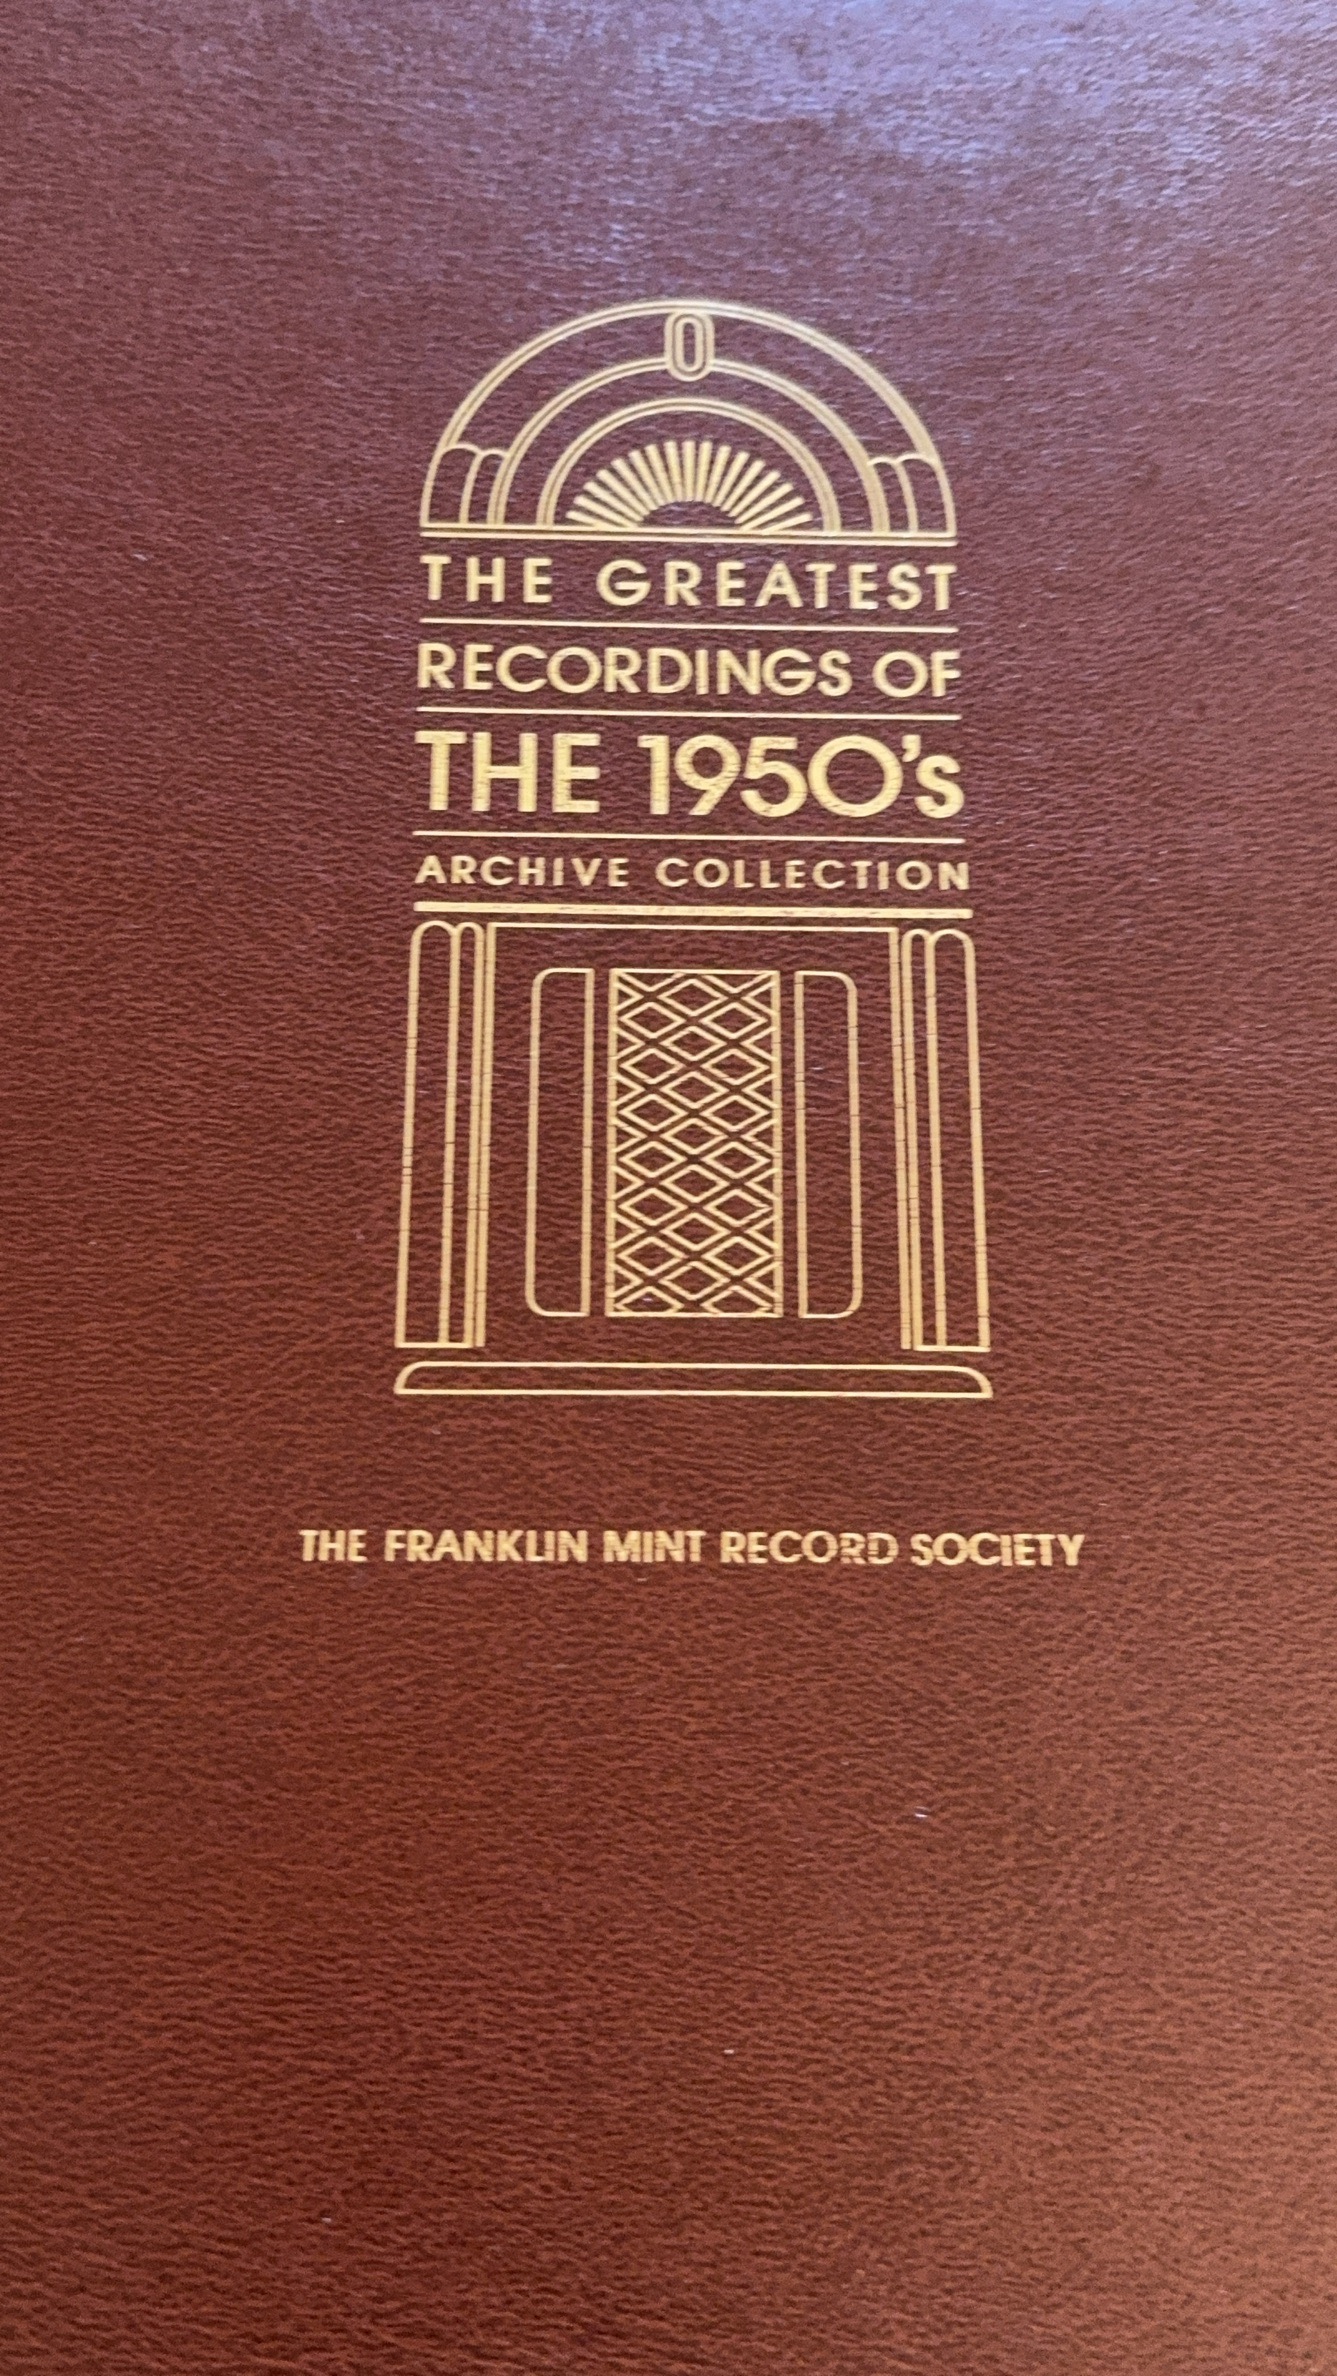 THE GREATEST
RECORDINGS OF
THE 1950's
ARCHIVE COLLECTION
THE FRANKLIN MINT RECORD SOCIETY